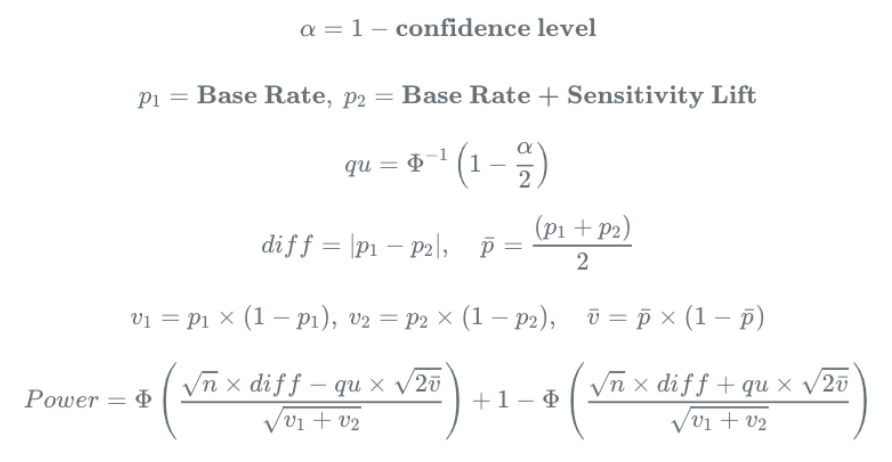 α = 1 − confidence level
p₁ = Base Rate, p₂ = Base Rate + Sensitivity Lift
qu = Φ⁻¹ (1 − α/2)
diff = |p₁ − p₂|, p̄ = (p₁ + p₂)/2
v₁ = p₁ × (1 − p₁), v₂ = p₂ × (1 − p₂), v̄ = p̄ × (1 − p̄)
Power = Φ ((√n × diff − qu × √(2v̄))/√(v₁ + v₂)) + 1 − Φ ((√n × diff + qu × √(2v̄))/√(v₁ + v₂))